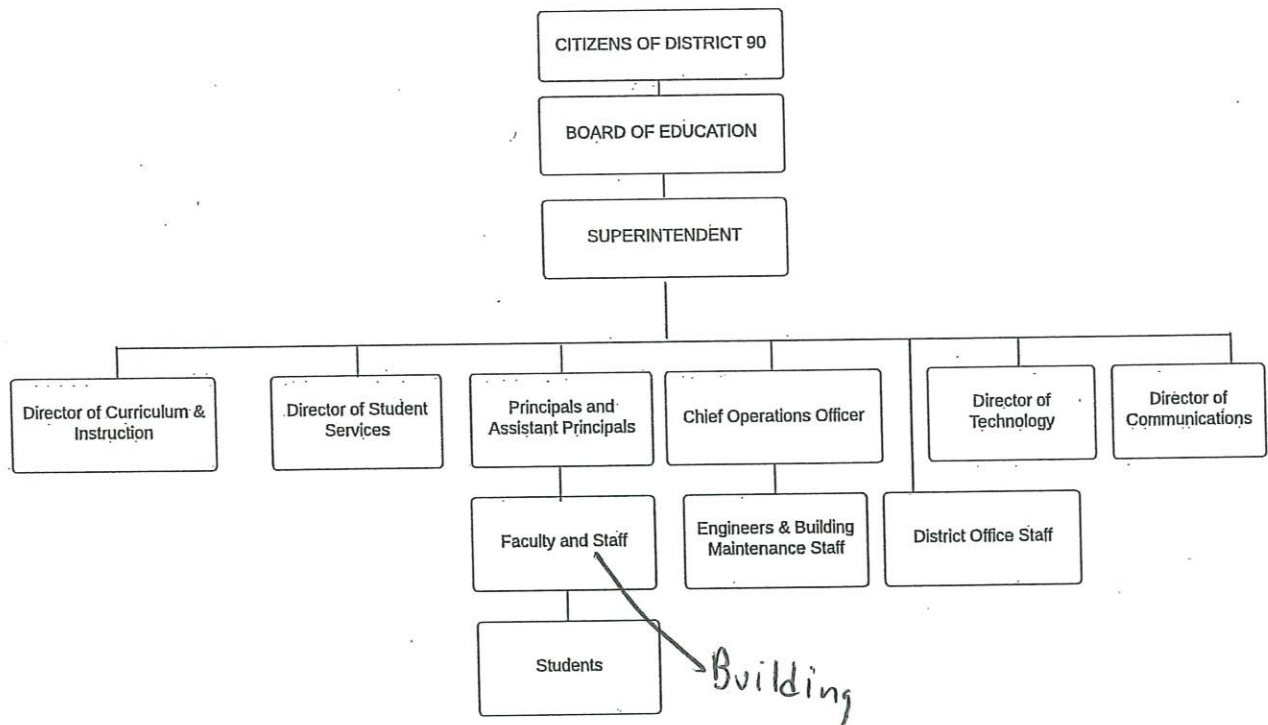 CITIZENS OF DISTRICT 90
BOARD OF EDUCATION
SUPERINTENDENT
Director of Curriculum &
Instruction
Director of Student
Services
Principals and
Assistant Principals
Chief Operations Officer
Director of
Technology
Director of
Communications
Faculty and Staff
Engineers & Building
Maintenance Staff
District Office Staff
Students
Building